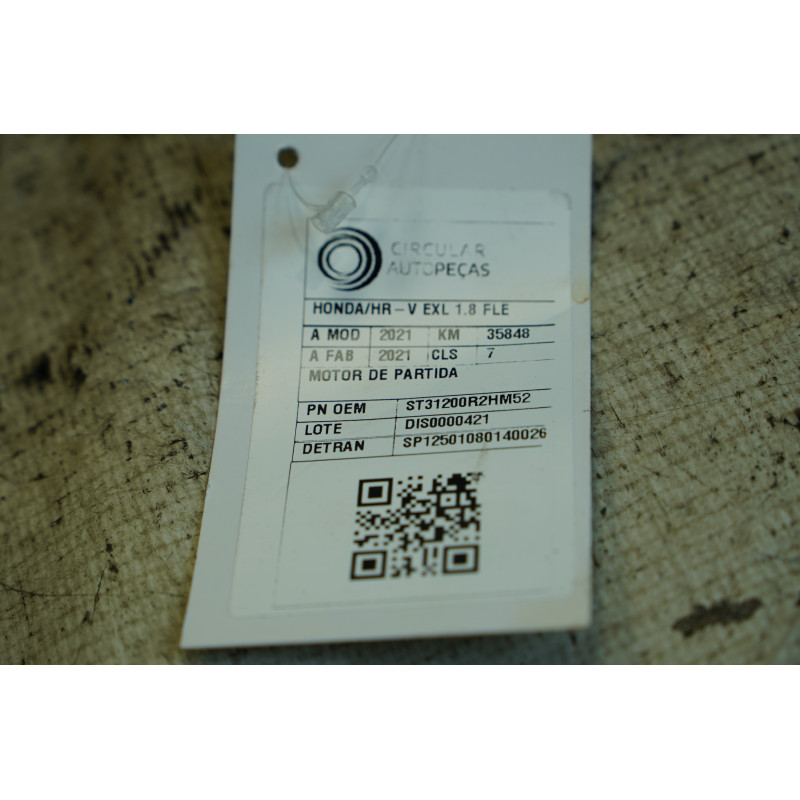 CIRCULAR
AUTOPEÇAS
HONDA/HR-V EXL 1.8 FLE
A MOD 2021 KM 35848
A FAB 2021 CLS 7
MOTOR DE PARTIDA
PN OEM ST31200R2HM52
LOTE DIS0000421
DETRAN SP12501080140026